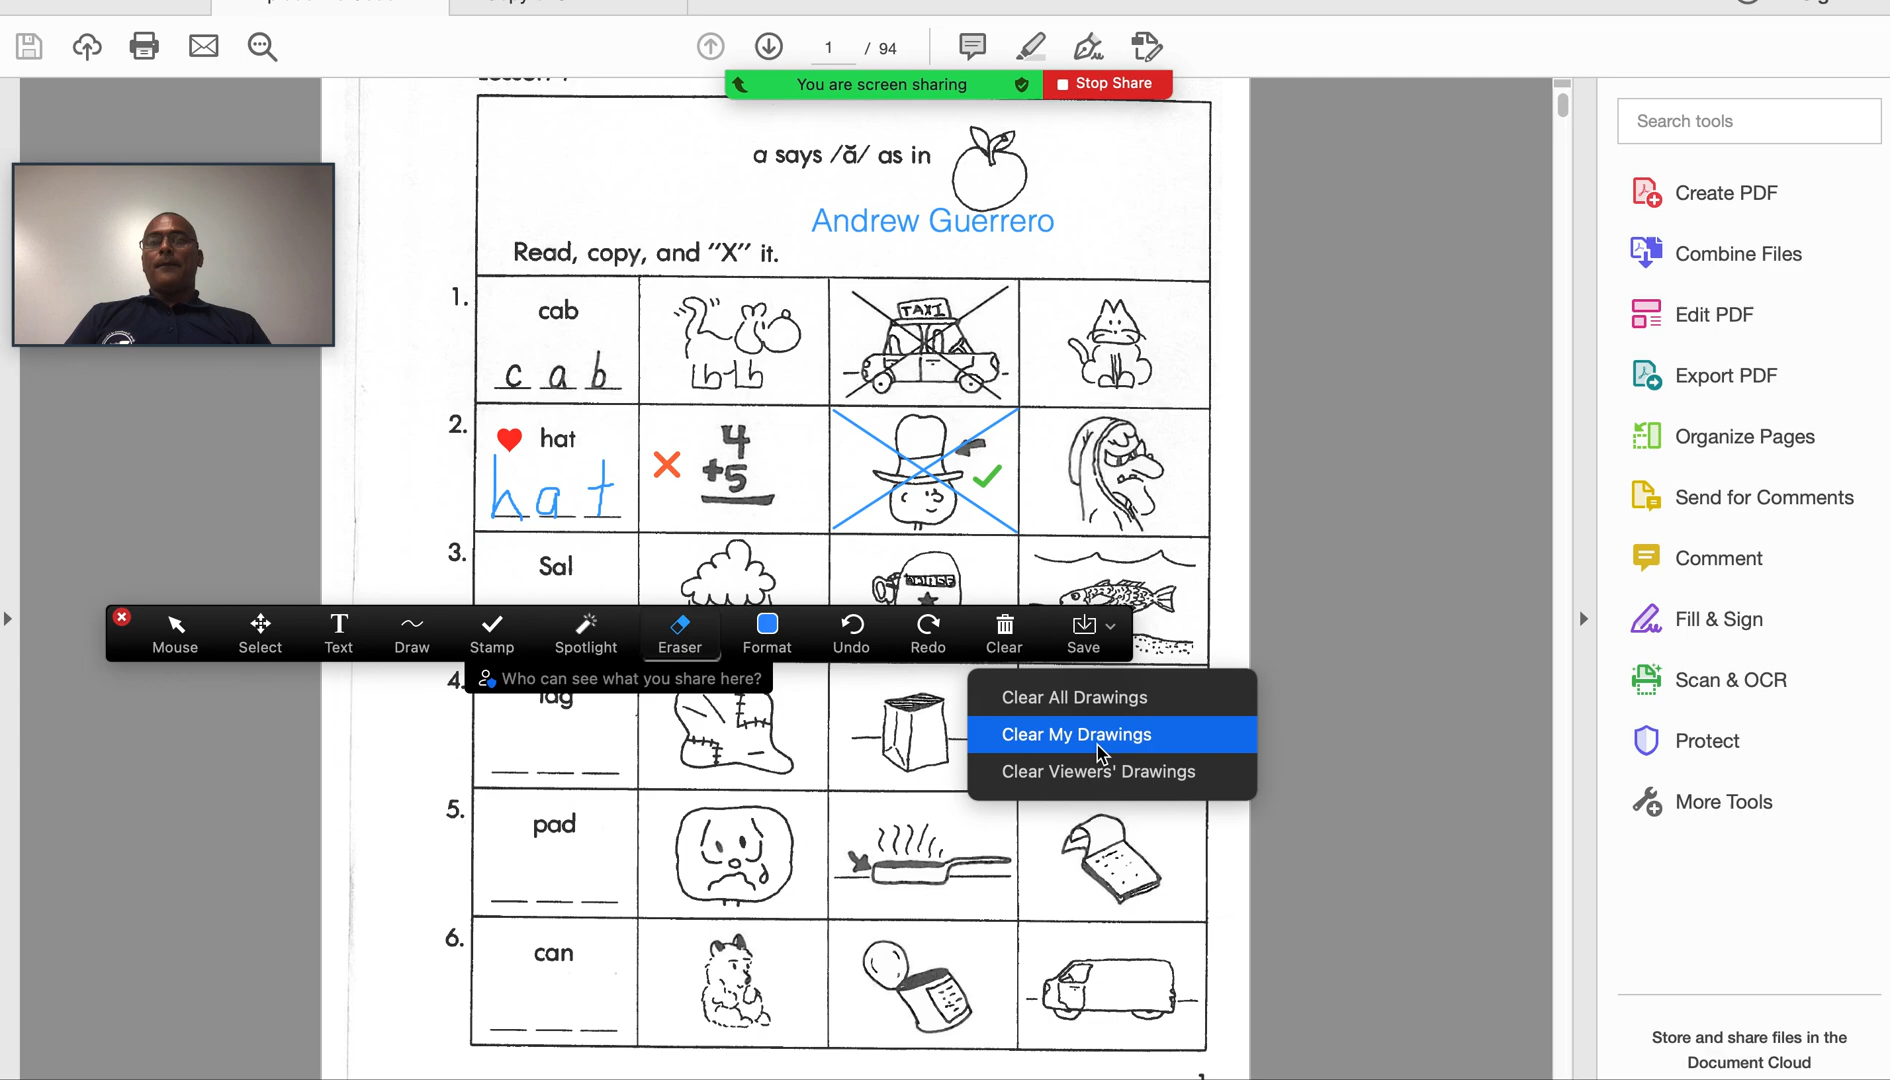 1 / 94
You are screen sharing
Stop Share
Search tools
a says /ă/ as in
Andrew Guerrero
Read, copy, and "X" it.
1.
cab
c a b
TAXI
2.
hat
h a t
4
+5
3.
Sal
Mouse
Select
Text
Draw
Stamp
Spotlight
Eraser
Format
Undo
Redo
Clear
Save
Who can see what you share here?
Clear All Drawings
Clear My Drawings
Clear Viewers' Drawings
4.
5.
pad
6.
can
Create PDF
Combine Files
Edit PDF
Export PDF
Organize Pages
Send for Comments
Comment
Fill & Sign
Scan & OCR
Protect
More Tools
Store and share files in the
Document Cloud